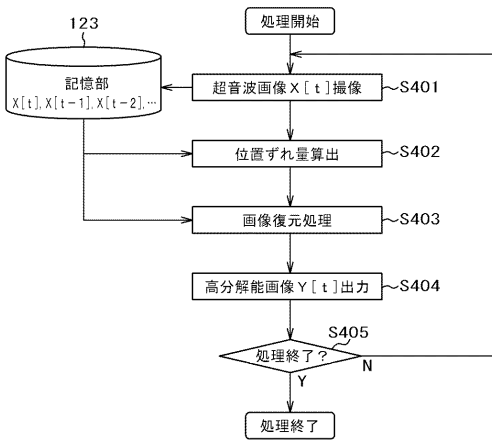 処理開始
123
記憶部
X[t],X[t-1],X[t-2],…
超音波画像X[t]撮像
S401
位置ずれ量算出
S402
画像復元処理
S403
高分解能画像Y[t]出力
S404
S405
処理終了?
N
Y
処理終了